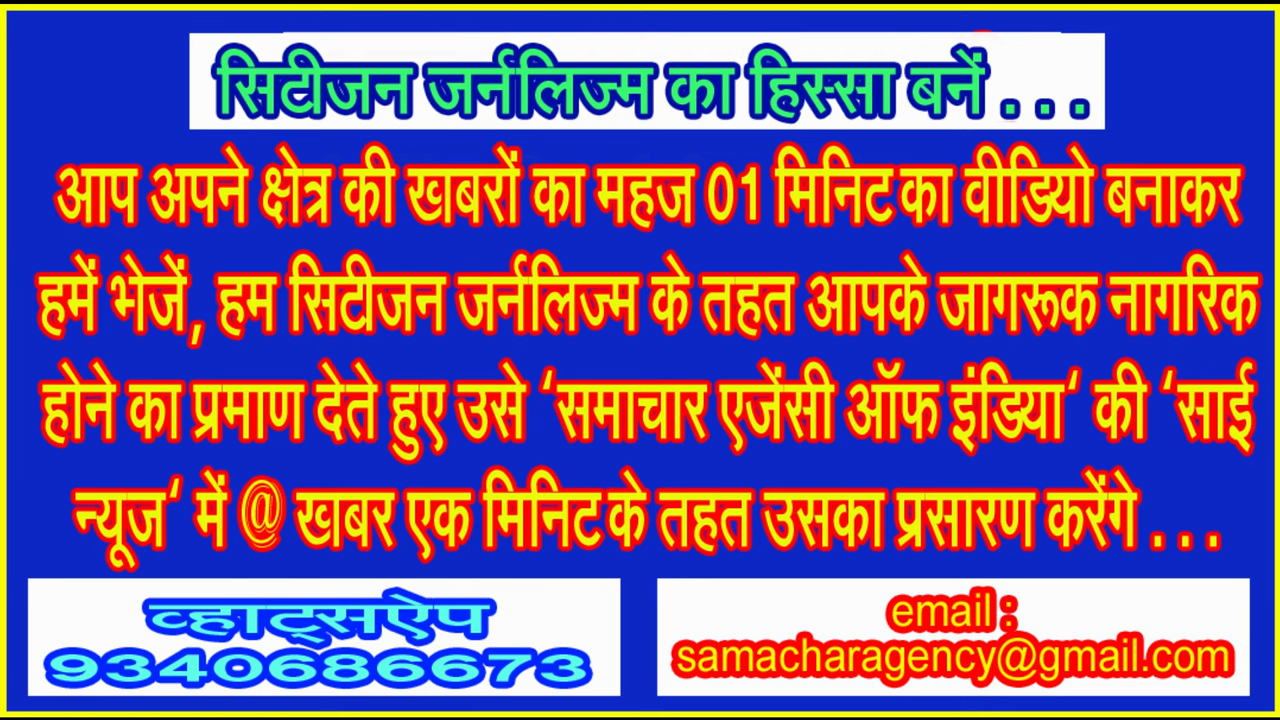 सिटीजन जर्नलिज्म का हिस्सा बनें . . .
आप अपने क्षेत्र की खबरों का महज 01 मिनिट का वीडियो बनाकर
हमें भेजें, हम सिटीजन जर्नलिज्म के तहत आपके जागरूक नागरिक
होने का प्रमाण देते हुए उसे ‘समाचार एजेंसी ऑफ इंडिया‘ की ‘साई
न्यूज‘ में @ खबर एक मिनिट के तहत उसका प्रसारण करेंगे . . .
व्हाट्सऐप
9340686673
email :
samacharagency@gmail.com